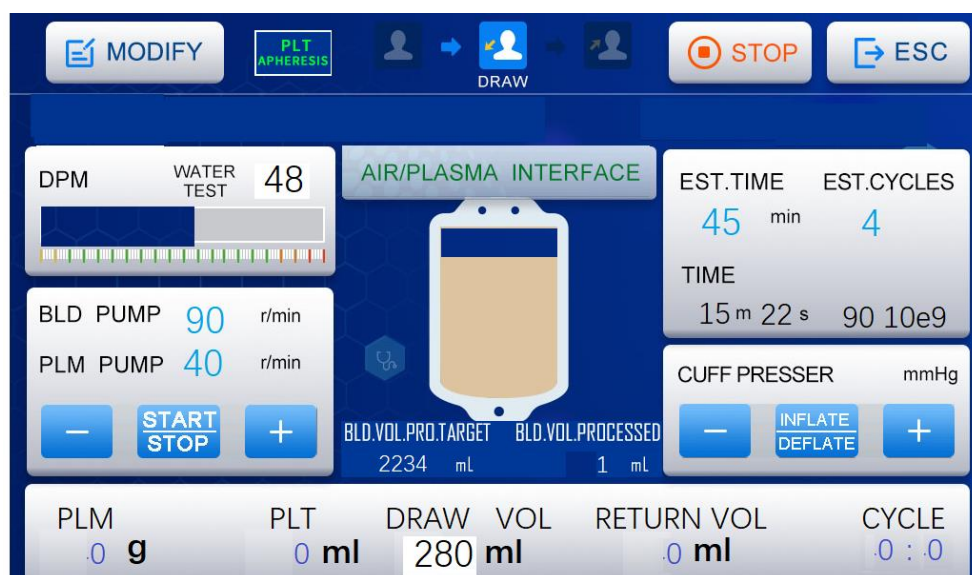 MODIFY
PLT
APHERESIS
DRAW
STOP
ESC
DPM
WATER
TEST
48
AIR/PLASMA INTERFACE
EST.TIME EST.CYCLES
45 min 4
TIME
15 m 22 s 90 10e9
BLD PUMP 90 r/min
PLM PUMP 40 r/min
− START
STOP +
CUFF PRESSER mmHg
− INFLATE
DEFLATE +
BLD.VOL.PRO.TARGET BLD.VOL.PROCESSED
2234 ml 1 ml
PLM PLT DRAW VOL RETURN VOL CYCLE
0 g 0 ml 280 ml 0 ml 0 : 0